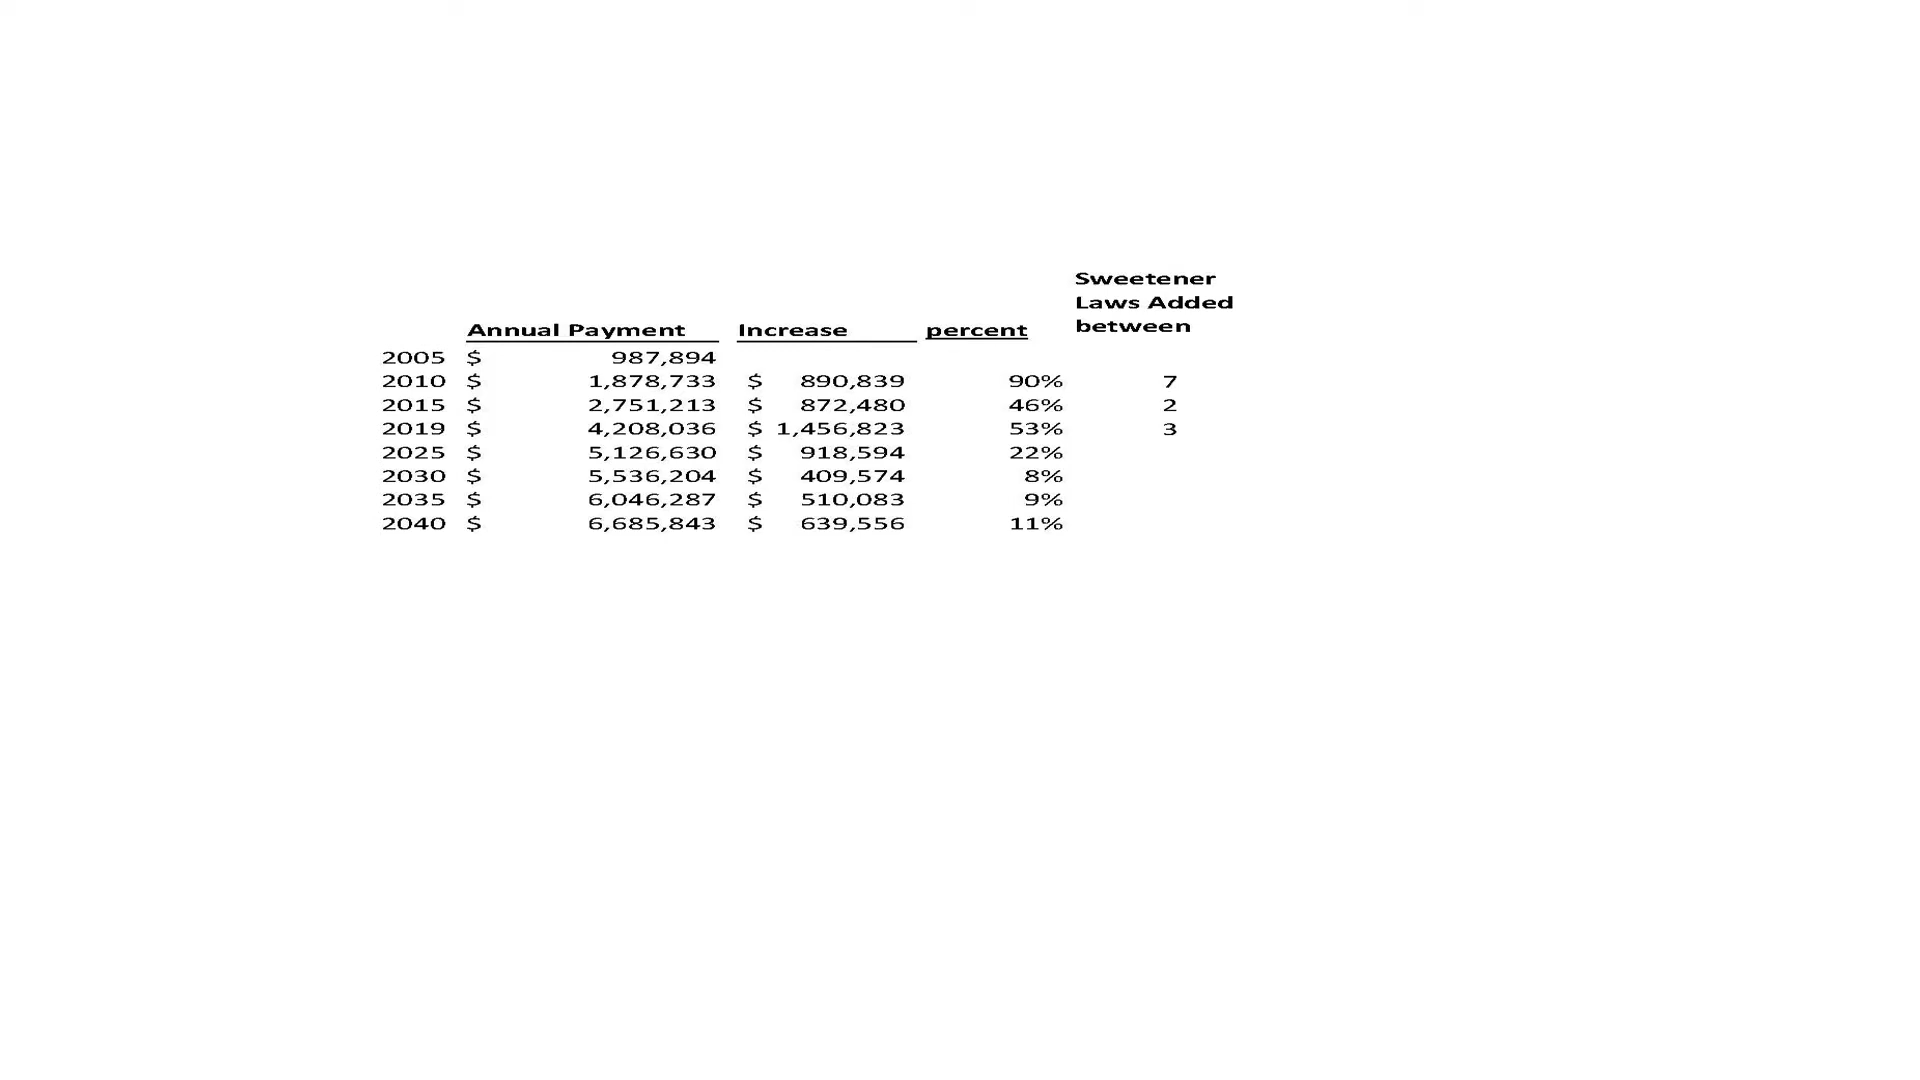 Sweetener
Laws Added
Annual Payment Increase percent between
2005 $ 987,894
2010 $ 1,878,733 $ 890,839 90% 7
2015 $ 2,751,213 $ 872,480 46% 2
2019 $ 4,208,036 $ 1,456,823 53% 3
2025 $ 5,126,630 $ 918,594 22%
2030 $ 5,536,204 $ 409,574 8%
2035 $ 6,046,287 $ 510,083 9%
2040 $ 6,685,843 $ 639,556 11%